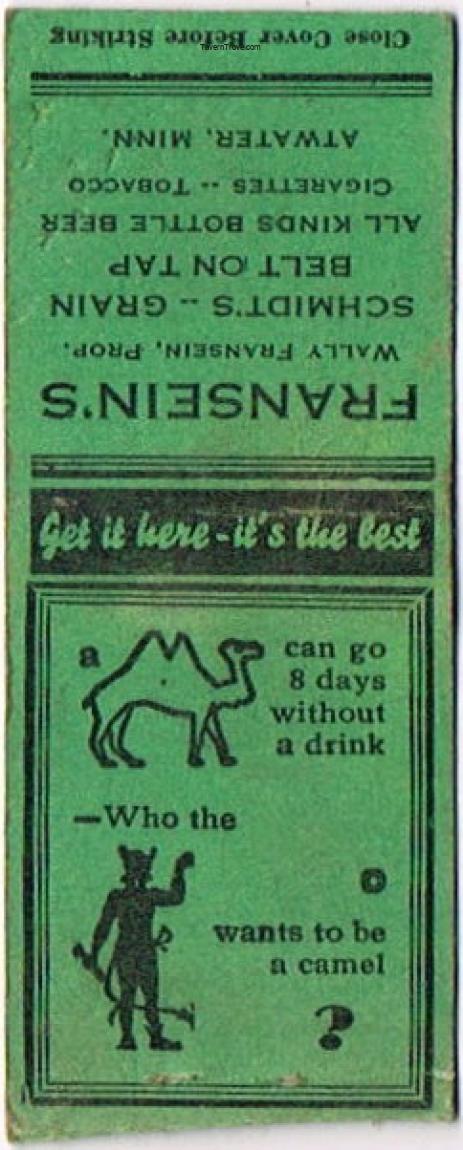 Close Cover Before Striking
TavernTrove.com
FRANSEIN'S
WALLY FRANSEIN, PROP.
SCHMIDT'S -- GRAIN
BELT ON TAP
ALL KINDS BOTTLE BEER
CIGARETTES -- TOBACCO
ATWATER, MINN.
Get it here - it's the best
a can go
8 days
without
a drink
—Who the
©
wants to be
a camel
?